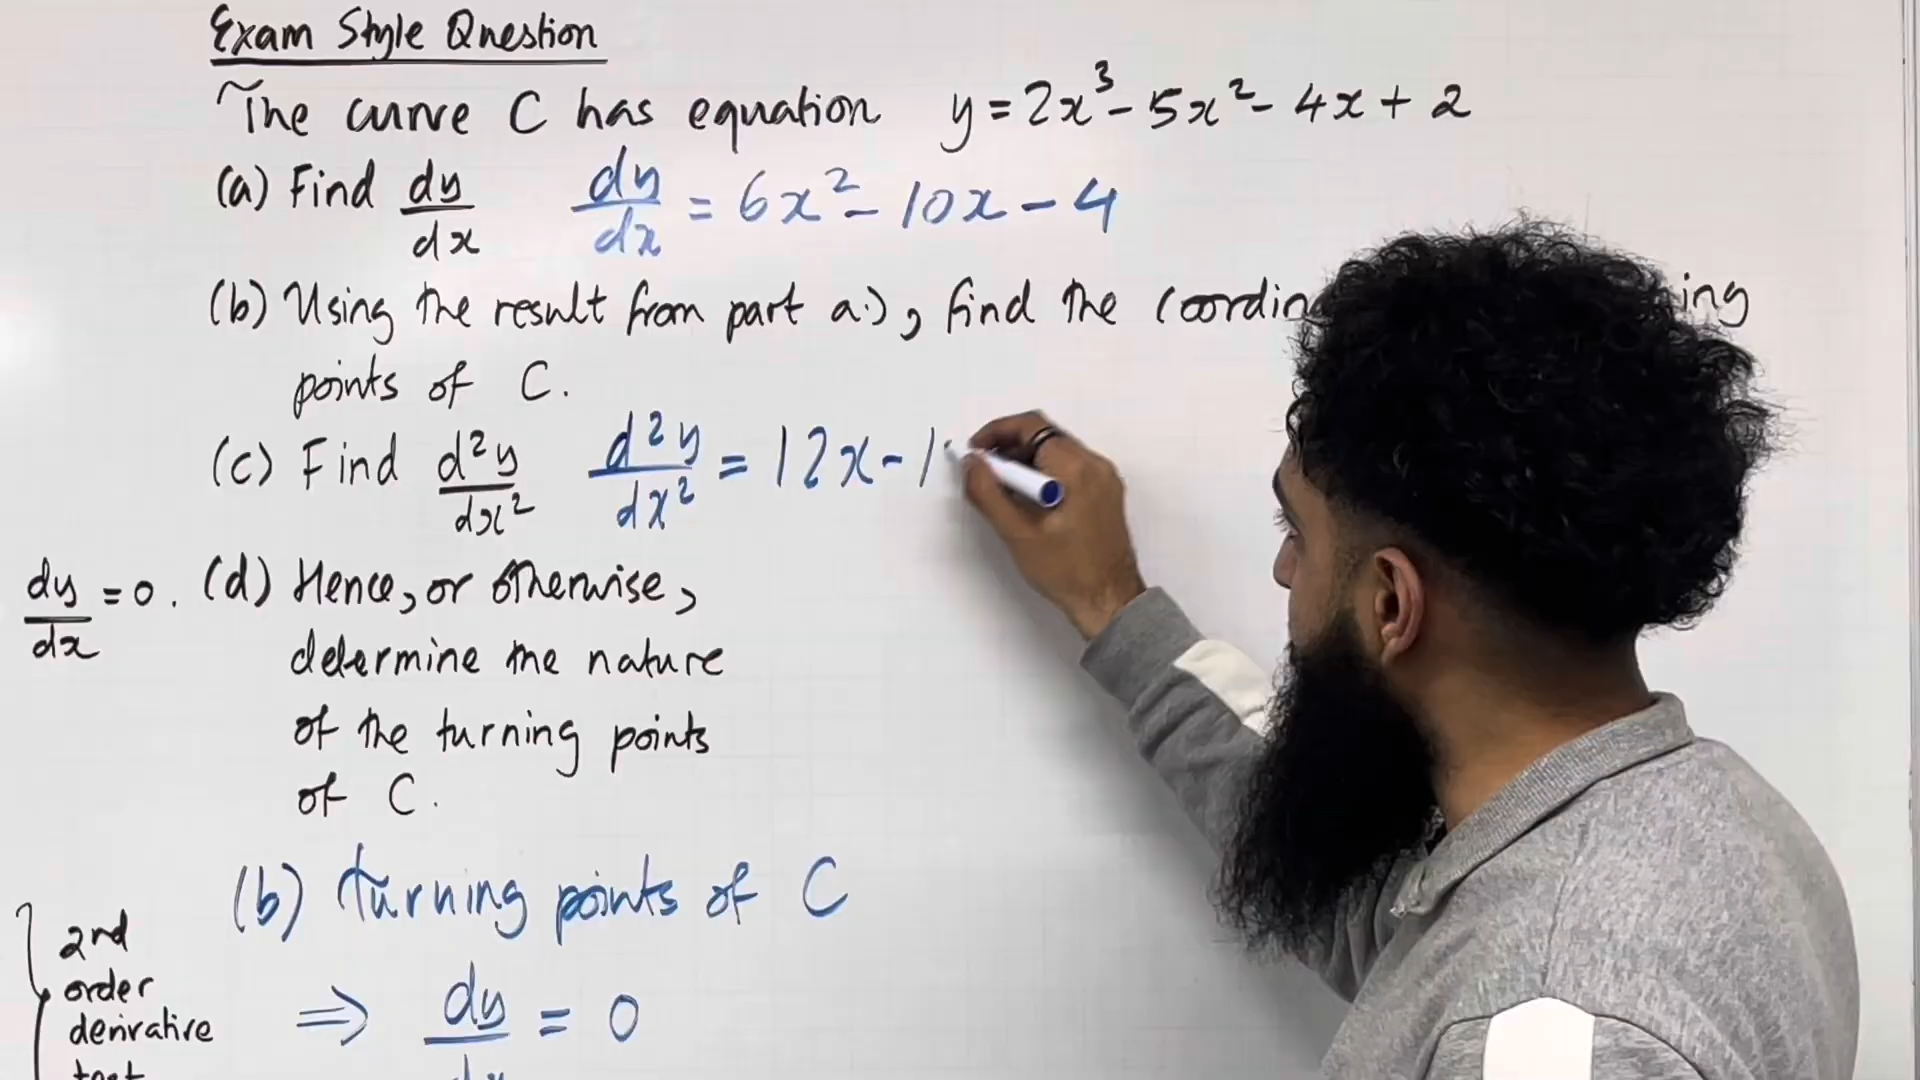 Exam Style Question
The curve C has equation y = 2x³ - 5x² - 4x + 2
(a) Find dy/dx dy/dx = 6x² - 10x - 4
(b) Using the result from part a.), find the
points of C.
(c) Find d²y/dx² d²y/dx² = 12x - 1
dy/dx = 0. (d) Hence, or otherwise,
determine the nature
of the turning points
of C.
(b) turning points of C
⇒ dy/dx = 0
2nd
order
derivative